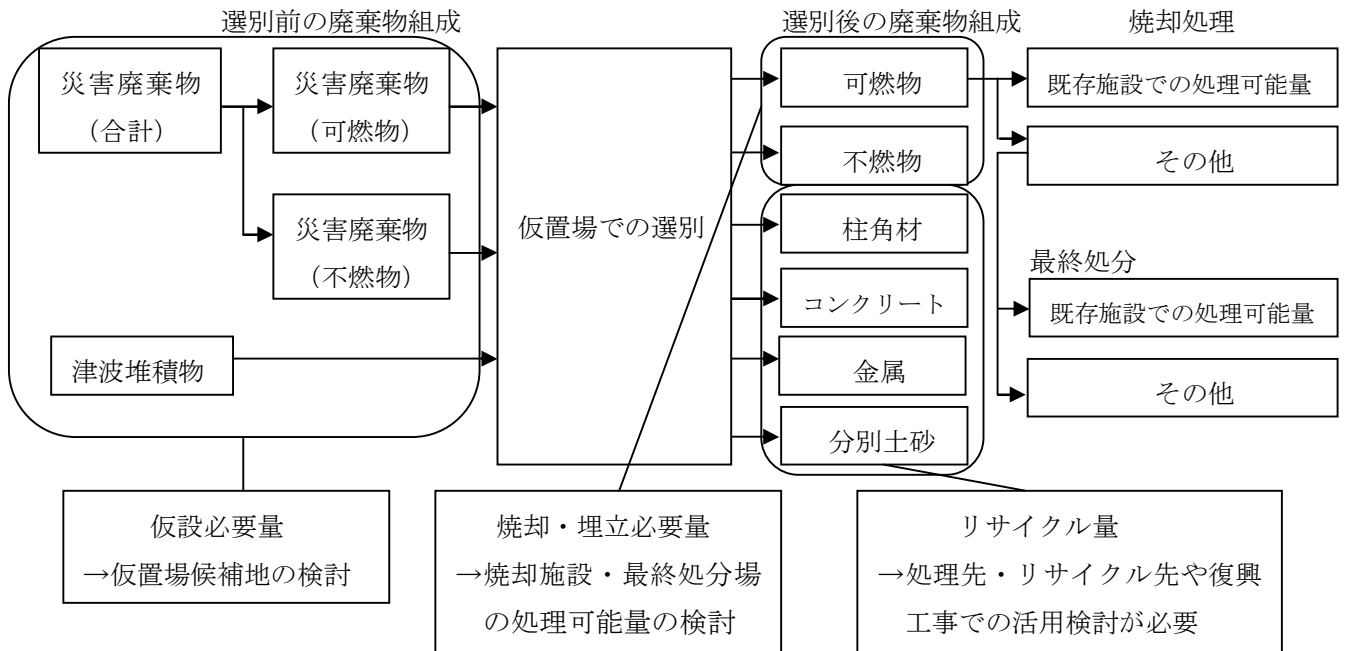 選別前の廃棄物組成
選別後の廃棄物組成
焼却処理
災害廃棄物
（合計）
災害廃棄物
（可燃物）
災害廃棄物
（不燃物）
津波堆積物
仮置場での選別
可燃物
不燃物
柱角材
コンクリート
金属
分別土砂
既存施設での処理可能量
その他
最終処分
既存施設での処理可能量
その他
仮設必要量
→仮置場候補地の検討
焼却・埋立必要量
→焼却施設・最終処分場
の処理可能量の検討
リサイクル量
→処理先・リサイクル先や復興
工事での活用検討が必要